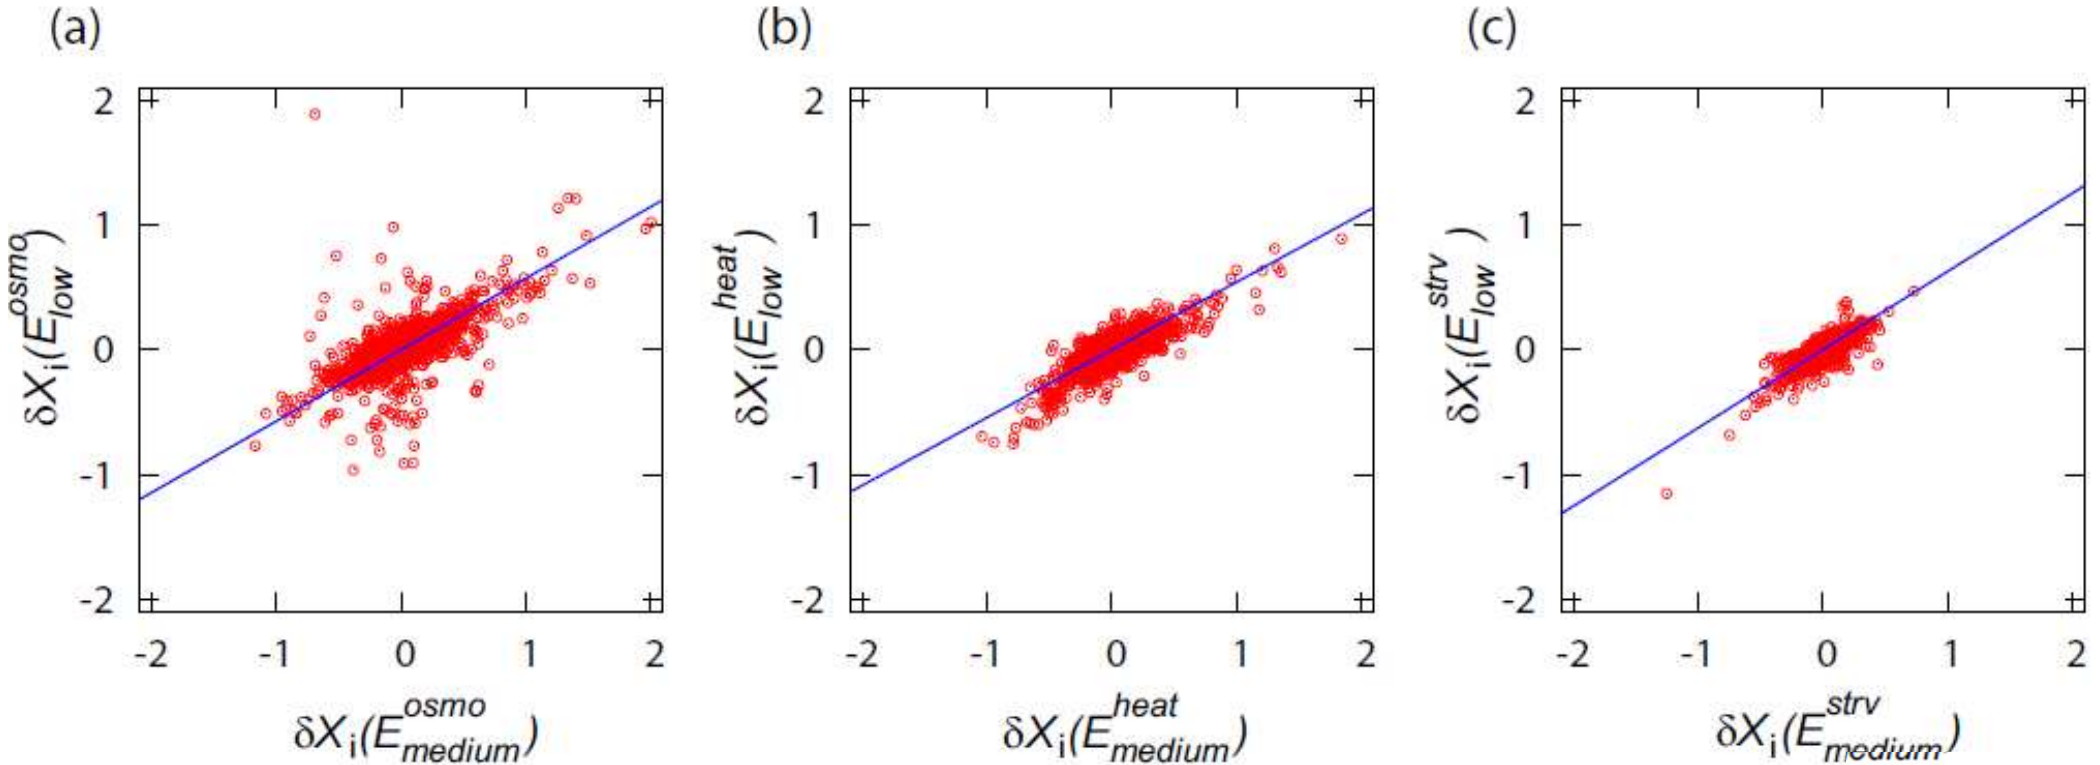 (a) (b) (c)
2 2 2
1 1 1
0 0 0
-1 -1 -1
-2 -2 -2
δXᵢ(E_low^osmo) δXᵢ(E_low^heat) δXᵢ(E_low^strv)
-2 -1 0 1 2 -2 -1 0 1 2 -2 -1 0 1 2
δXᵢ(E_medium^osmo) δXᵢ(E_medium^heat) δXᵢ(E_medium^strv)